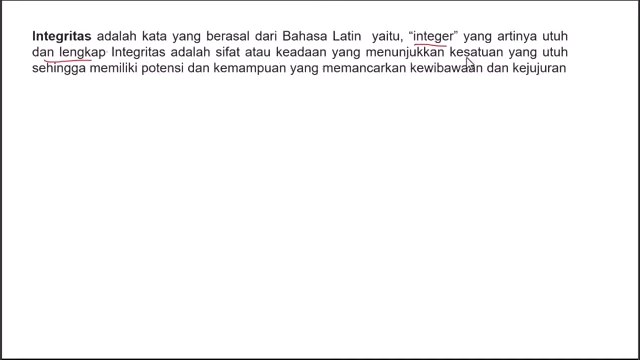 Integritas adalah kata yang berasal dari Bahasa Latin yaitu, “integer” yang artinya utuh
dan lengkap Integritas adalah sifat atau keadaan yang menunjukkan kesatuan yang utuh
sehingga memiliki potensi dan kemampuan yang memancarkan kewibawaan dan kejujuran